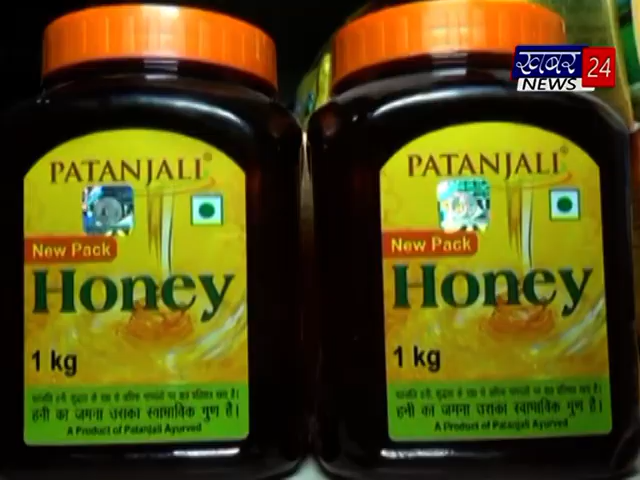 खबर 24
NEWS
PATANJALI®
New Pack
Honey
1 kg
हनी का जमना उसका स्वाभाविक गुण है।
A Product of Patanjali Ayurved
PATANJALI®
New Pack
Honey
1 kg
हनी का जमना उसका स्वाभाविक गुण है।
A Product of Patanjali Ayurved